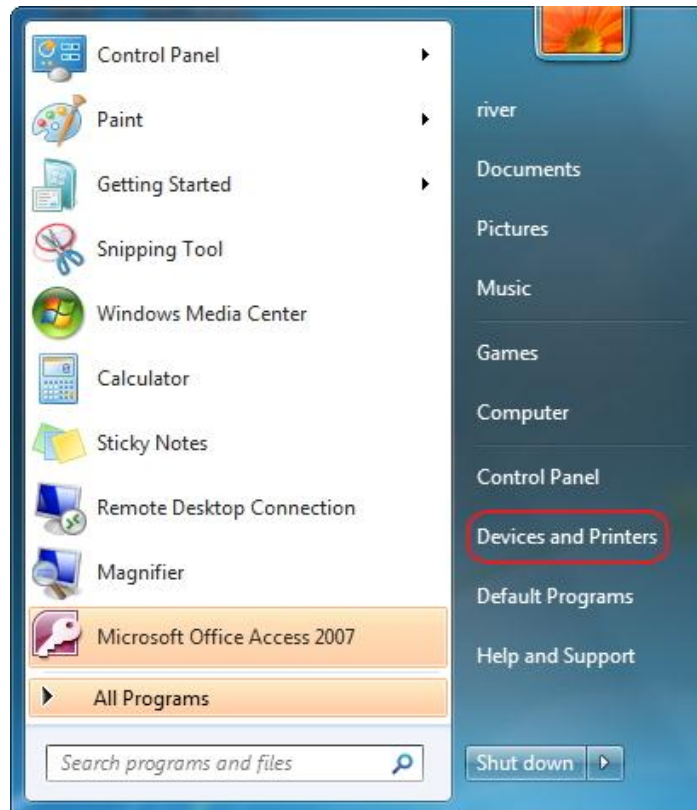 Control Panel
Paint
Getting Started
Snipping Tool
Windows Media Center
Calculator
Sticky Notes
Remote Desktop Connection
Magnifier
Microsoft Office Access 2007
All Programs
Search programs and files
river
Documents
Pictures
Music
Games
Computer
Control Panel
Devices and Printers
Default Programs
Help and Support
Shut down